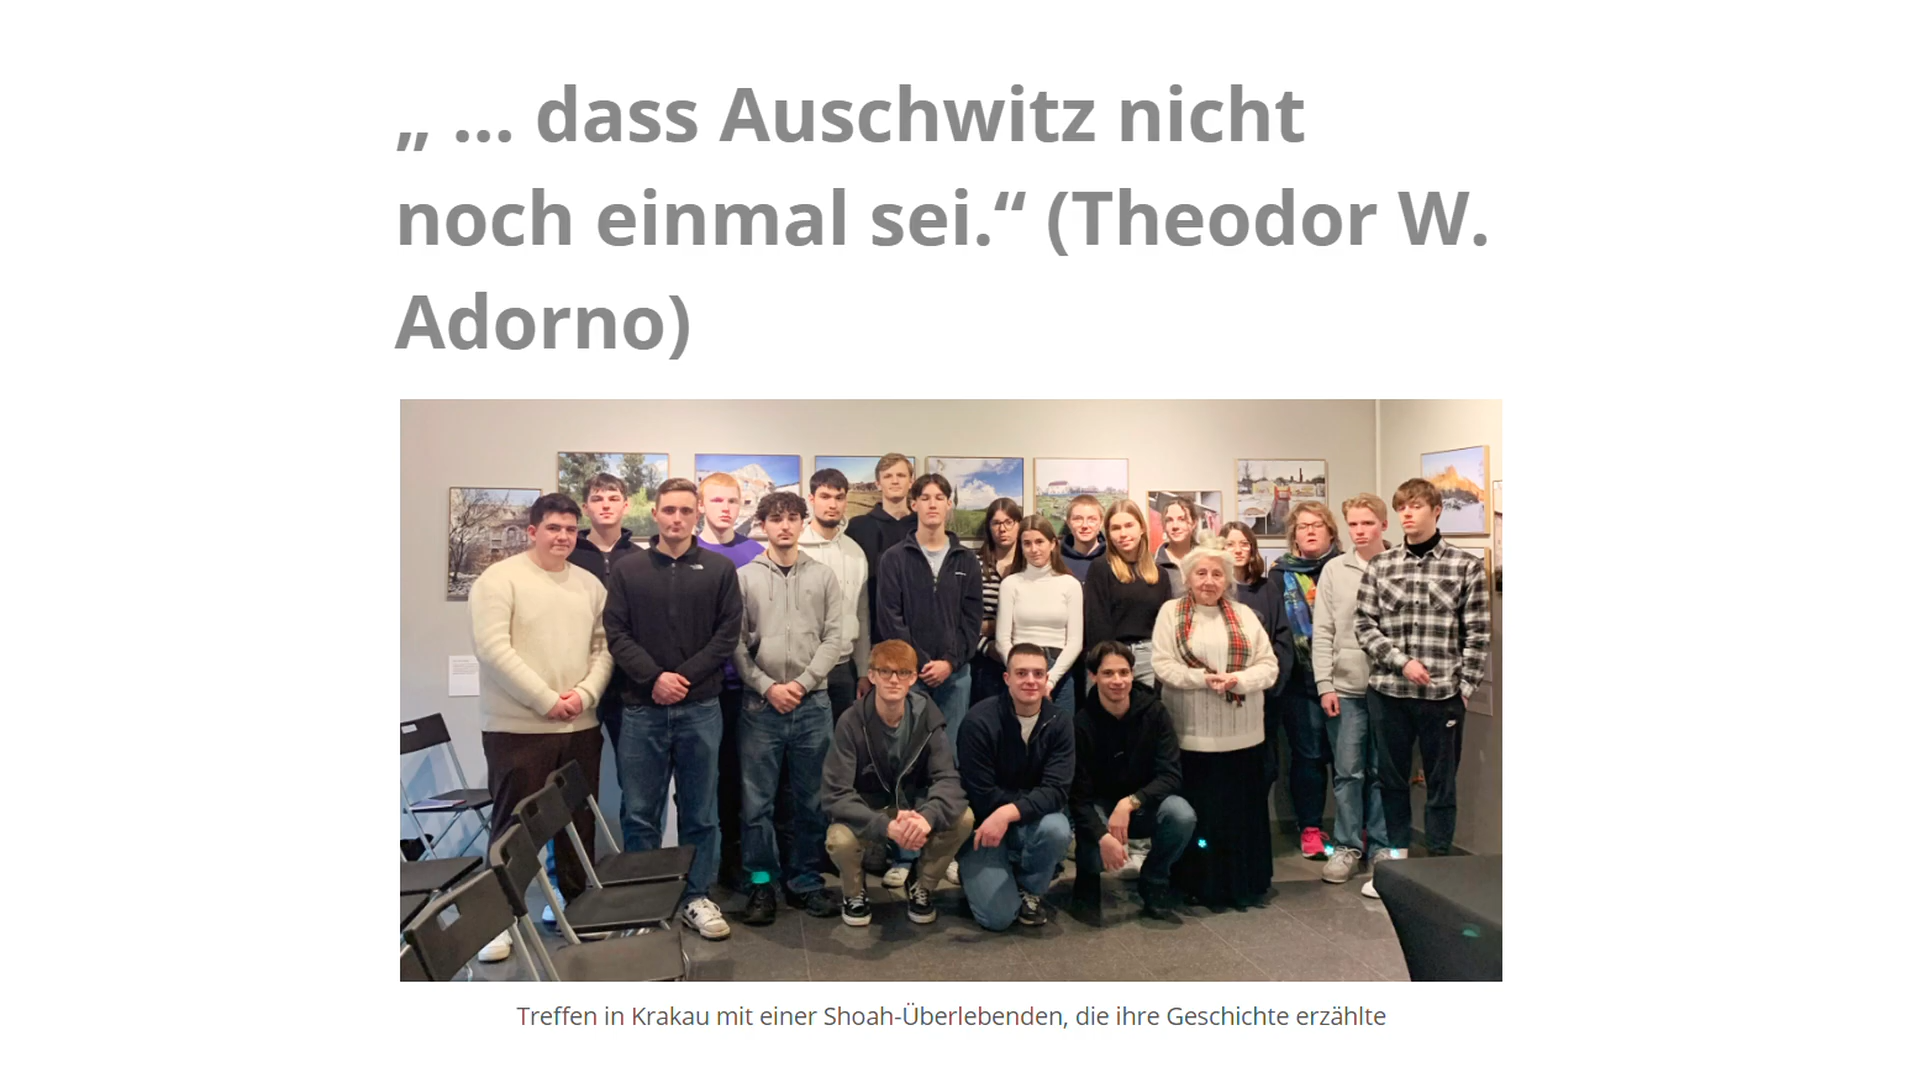 „ … dass Auschwitz nicht
noch einmal sei.“ (Theodor W.
Adorno)
Treffen in Krakau mit einer Shoah-Überlebenden, die ihre Geschichte erzählte